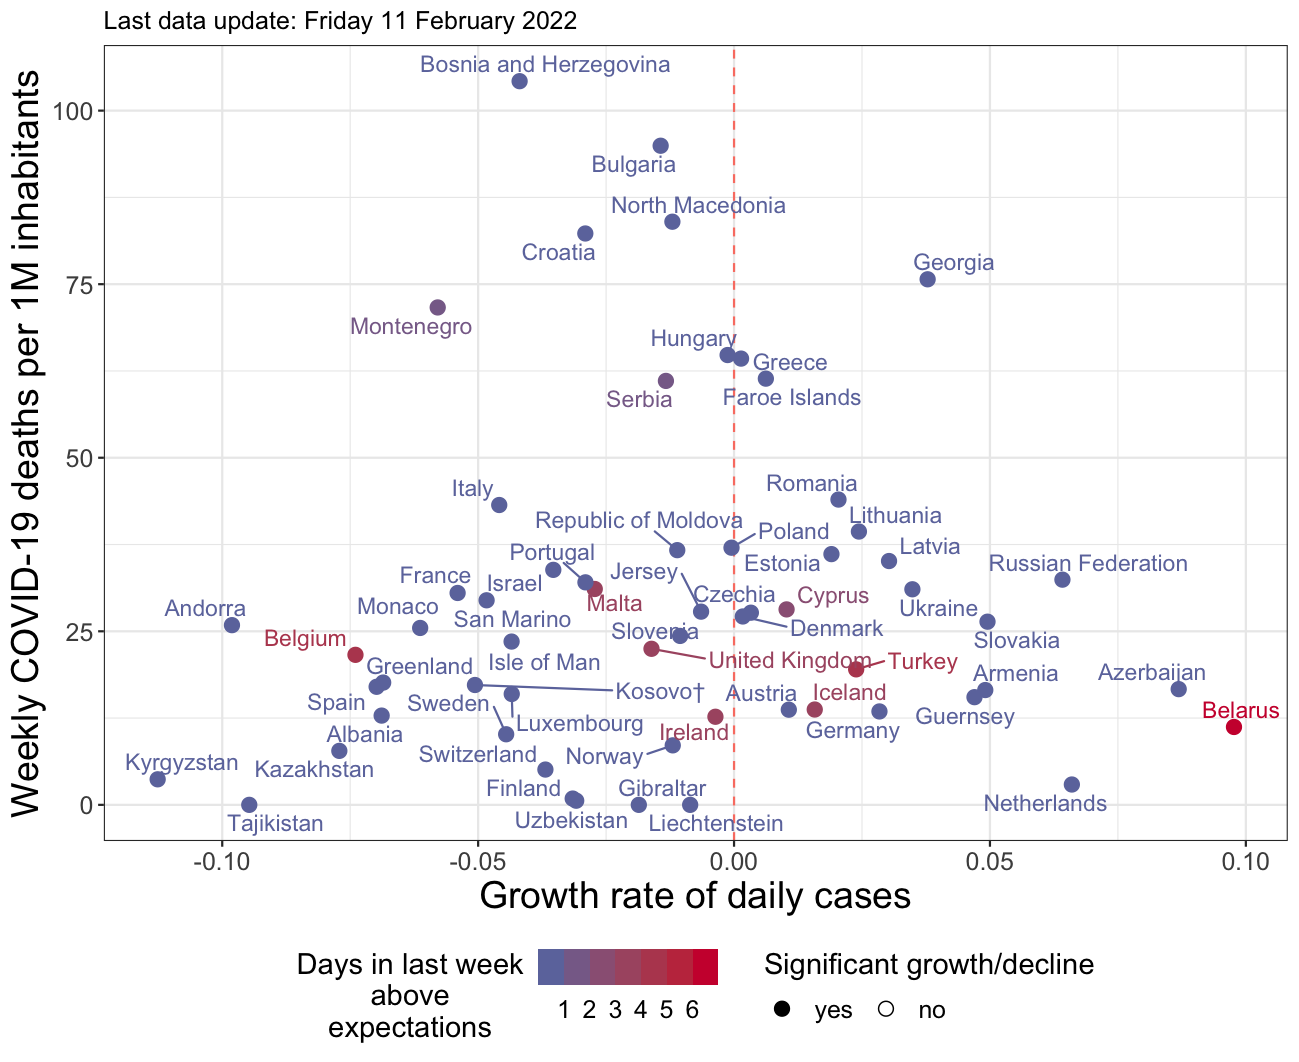 Last data update: Friday 11 February 2022
Weekly COVID-19 deaths per 1M inhabitants
100
75
50
25
0
Bosnia and Herzegovina
Bulgaria
North Macedonia
Croatia
Georgia
Montenegro
Hungary
Greece
Serbia
Faroe Islands
Italy
Romania
Republic of Moldova
Lithuania
Poland
Portugal
Estonia
Latvia
Russian Federation
France
Israel
Jersey
Czechia
Cyprus
Andorra
Monaco
Malta
Ukraine
San Marino
Slovenia
Denmark
Slovakia
Belgium
Greenland
Isle of Man
United Kingdom
Turkey
Armenia
Azerbaijan
Spain
Sweden
Kosovo†
Austria
Iceland
Belarus
Albania
Luxembourg
Ireland
Germany
Guernsey
Kyrgyzstan
Kazakhstan
Switzerland
Norway
Finland
Gibraltar
Netherlands
Tajikistan
Uzbekistan
Liechtenstein
-0.10
-0.05
0.00
0.05
0.10
Growth rate of daily cases
Days in last week
above
expectations
1 2 3 4 5 6
Significant growth/decline
yes
no